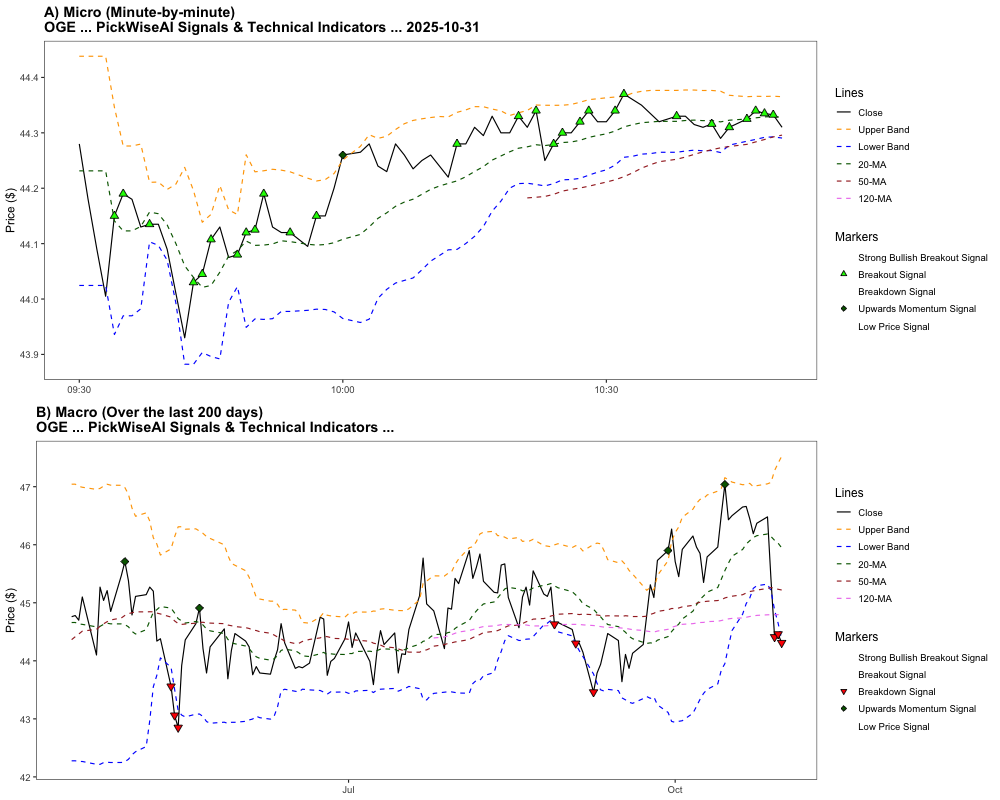 A) Micro (Minute-by-minute)
OGE ... PickWiseAI Signals & Technical Indicators ... 2025-10-31
Price ($)
44.4
44.3
44.2
44.1
44.0
43.9
09:30
10:00
10:30
Lines
Close
Upper Band
Lower Band
20-MA
50-MA
120-MA
Markers
Strong Bullish Breakout Signal
Breakout Signal
Breakdown Signal
Upwards Momentum Signal
Low Price Signal
B) Macro (Over the last 200 days)
OGE ... PickWiseAI Signals & Technical Indicators ...
Price ($)
47
46
45
44
43
42
Jul
Oct
Lines
Close
Upper Band
Lower Band
20-MA
50-MA
120-MA
Markers
Strong Bullish Breakout Signal
Breakout Signal
Breakdown Signal
Upwards Momentum Signal
Low Price Signal